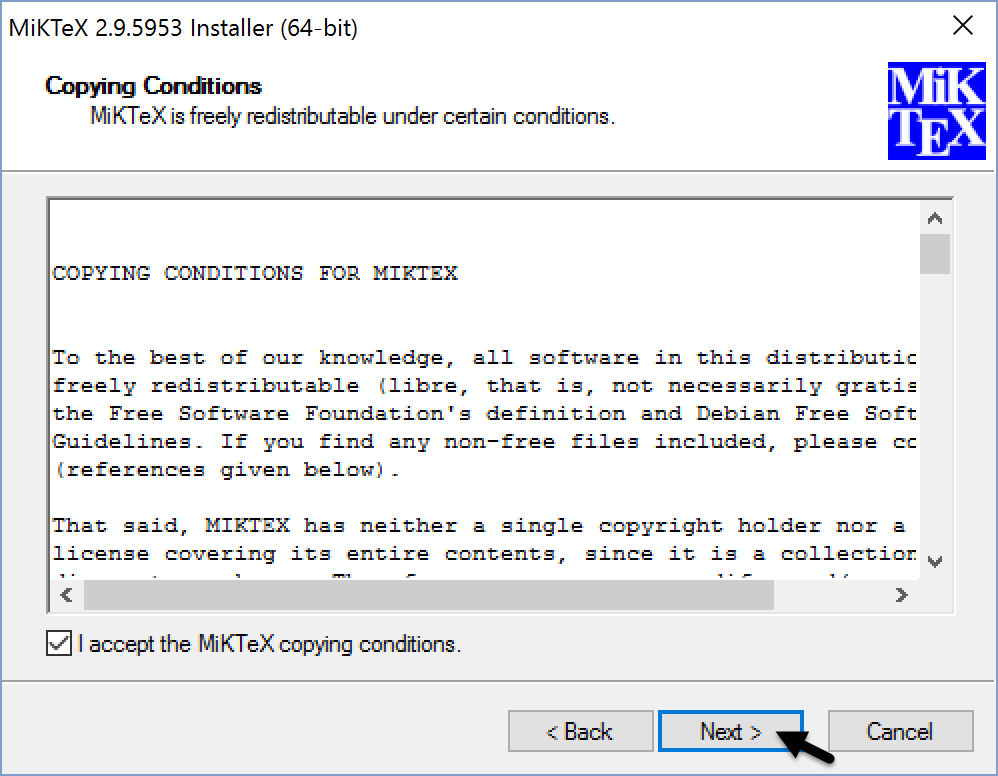 MiKTeX 2.9.5953 Installer (64-bit)
Copying Conditions
MiKTeX is freely redistributable under certain conditions.
MiK
TEX
COPYING CONDITIONS FOR MIKTEX
To the best of our knowledge, all software in this distributic
freely redistributable (libre, that is, not necessarily gratis
the Free Software Foundation's definition and Debian Free Soft
Guidelines. If you find any non-free files included, please cc
(references given below).
That said, MIKTEX has neither a single copyright holder nor a
license covering its entire contents, since it is a collection
I accept the MiKTeX copying conditions.
< Back
Next >
Cancel